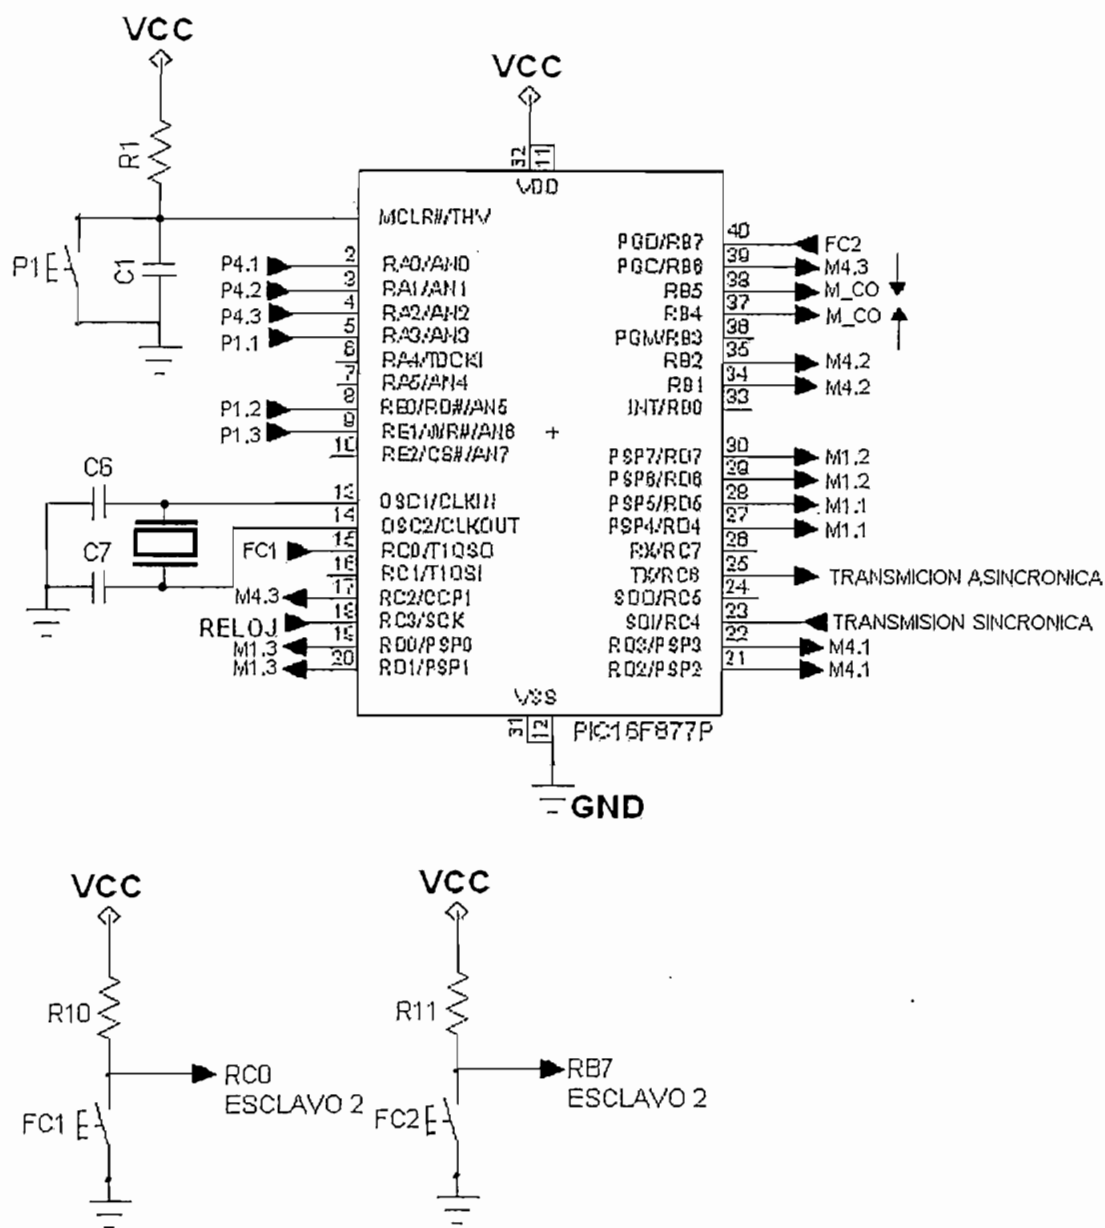 VCC
VCC
R1
P1
C1
32
11
VDD
MCLR#/THV
P4.1 2 RA0/AN0
P4.2 3 RA1/AN1
P4.3 4 RA2/AN2
P1.1 5 RA3/AN3
6 RA4/T0CKI
7 RA5/AN4
P1.2 8 RE0/RD#/AN5
P1.3 9 RE1/WR#/AN6
+
10 RE2/CS#/AN7
C6
13 OSC1/CLKIN
14 OSC2/CLKOUT
C7
FC1 15 RC0/T1OSO
16 RC1/T1OSI
M4.3 17 RC2/CCP1
RELOJ 18 RC3/SCK
M1.3 19 RD0/PSP0
M1.3 20 RD1/PSP1
PGD/RB7 40 FC2
PGC/RB6 39 M4.3
RB5 38 M_CO
RB4 37 M_CO
PGM/RB3 36
RB2 35 M4.2
RB1 34 M4.2
INT/RB0 33
PSP7/RD7 30 M1.2
PSP6/RD6 29 M1.2
PSP5/RD5 28 M1.1
PSP4/RD4 27 M1.1
RX/RC7 26
TX/RC6 25 TRANSMICION ASINCRONICA
SDO/RC5 24
SDI/RC4 23 TRANSMISION SINCRONICA
RD3/PSP3 22 M4.1
RD2/PSP2 21 M4.1
VSS
31
12
PIC16F877P
GND
VCC
R10
RC0
ESCLAVO 2
FC1
VCC
R11
RB7
ESCLAVO 2
FC2